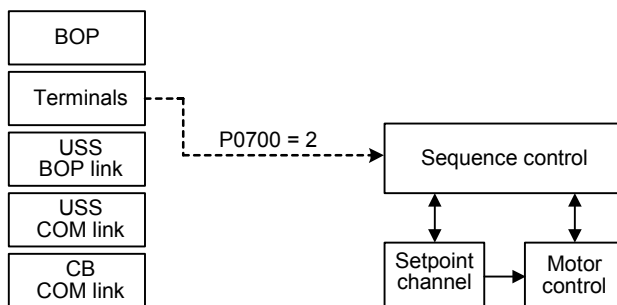 BOP
Terminals
USS
BOP link
USS
COM link
CB
COM link
P0700 = 2
Sequence control
Setpoint
channel
Motor
control